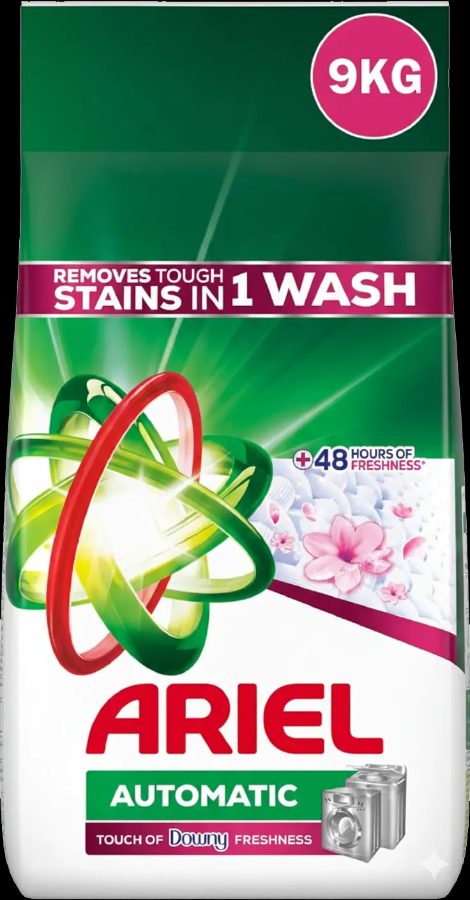 9KG
REMOVES TOUGH
STAINS IN 1 WASH
+48 HOURS OF
FRESHNESS*
ARIEL
AUTOMATIC
TOUCH OF Downy FRESHNESS